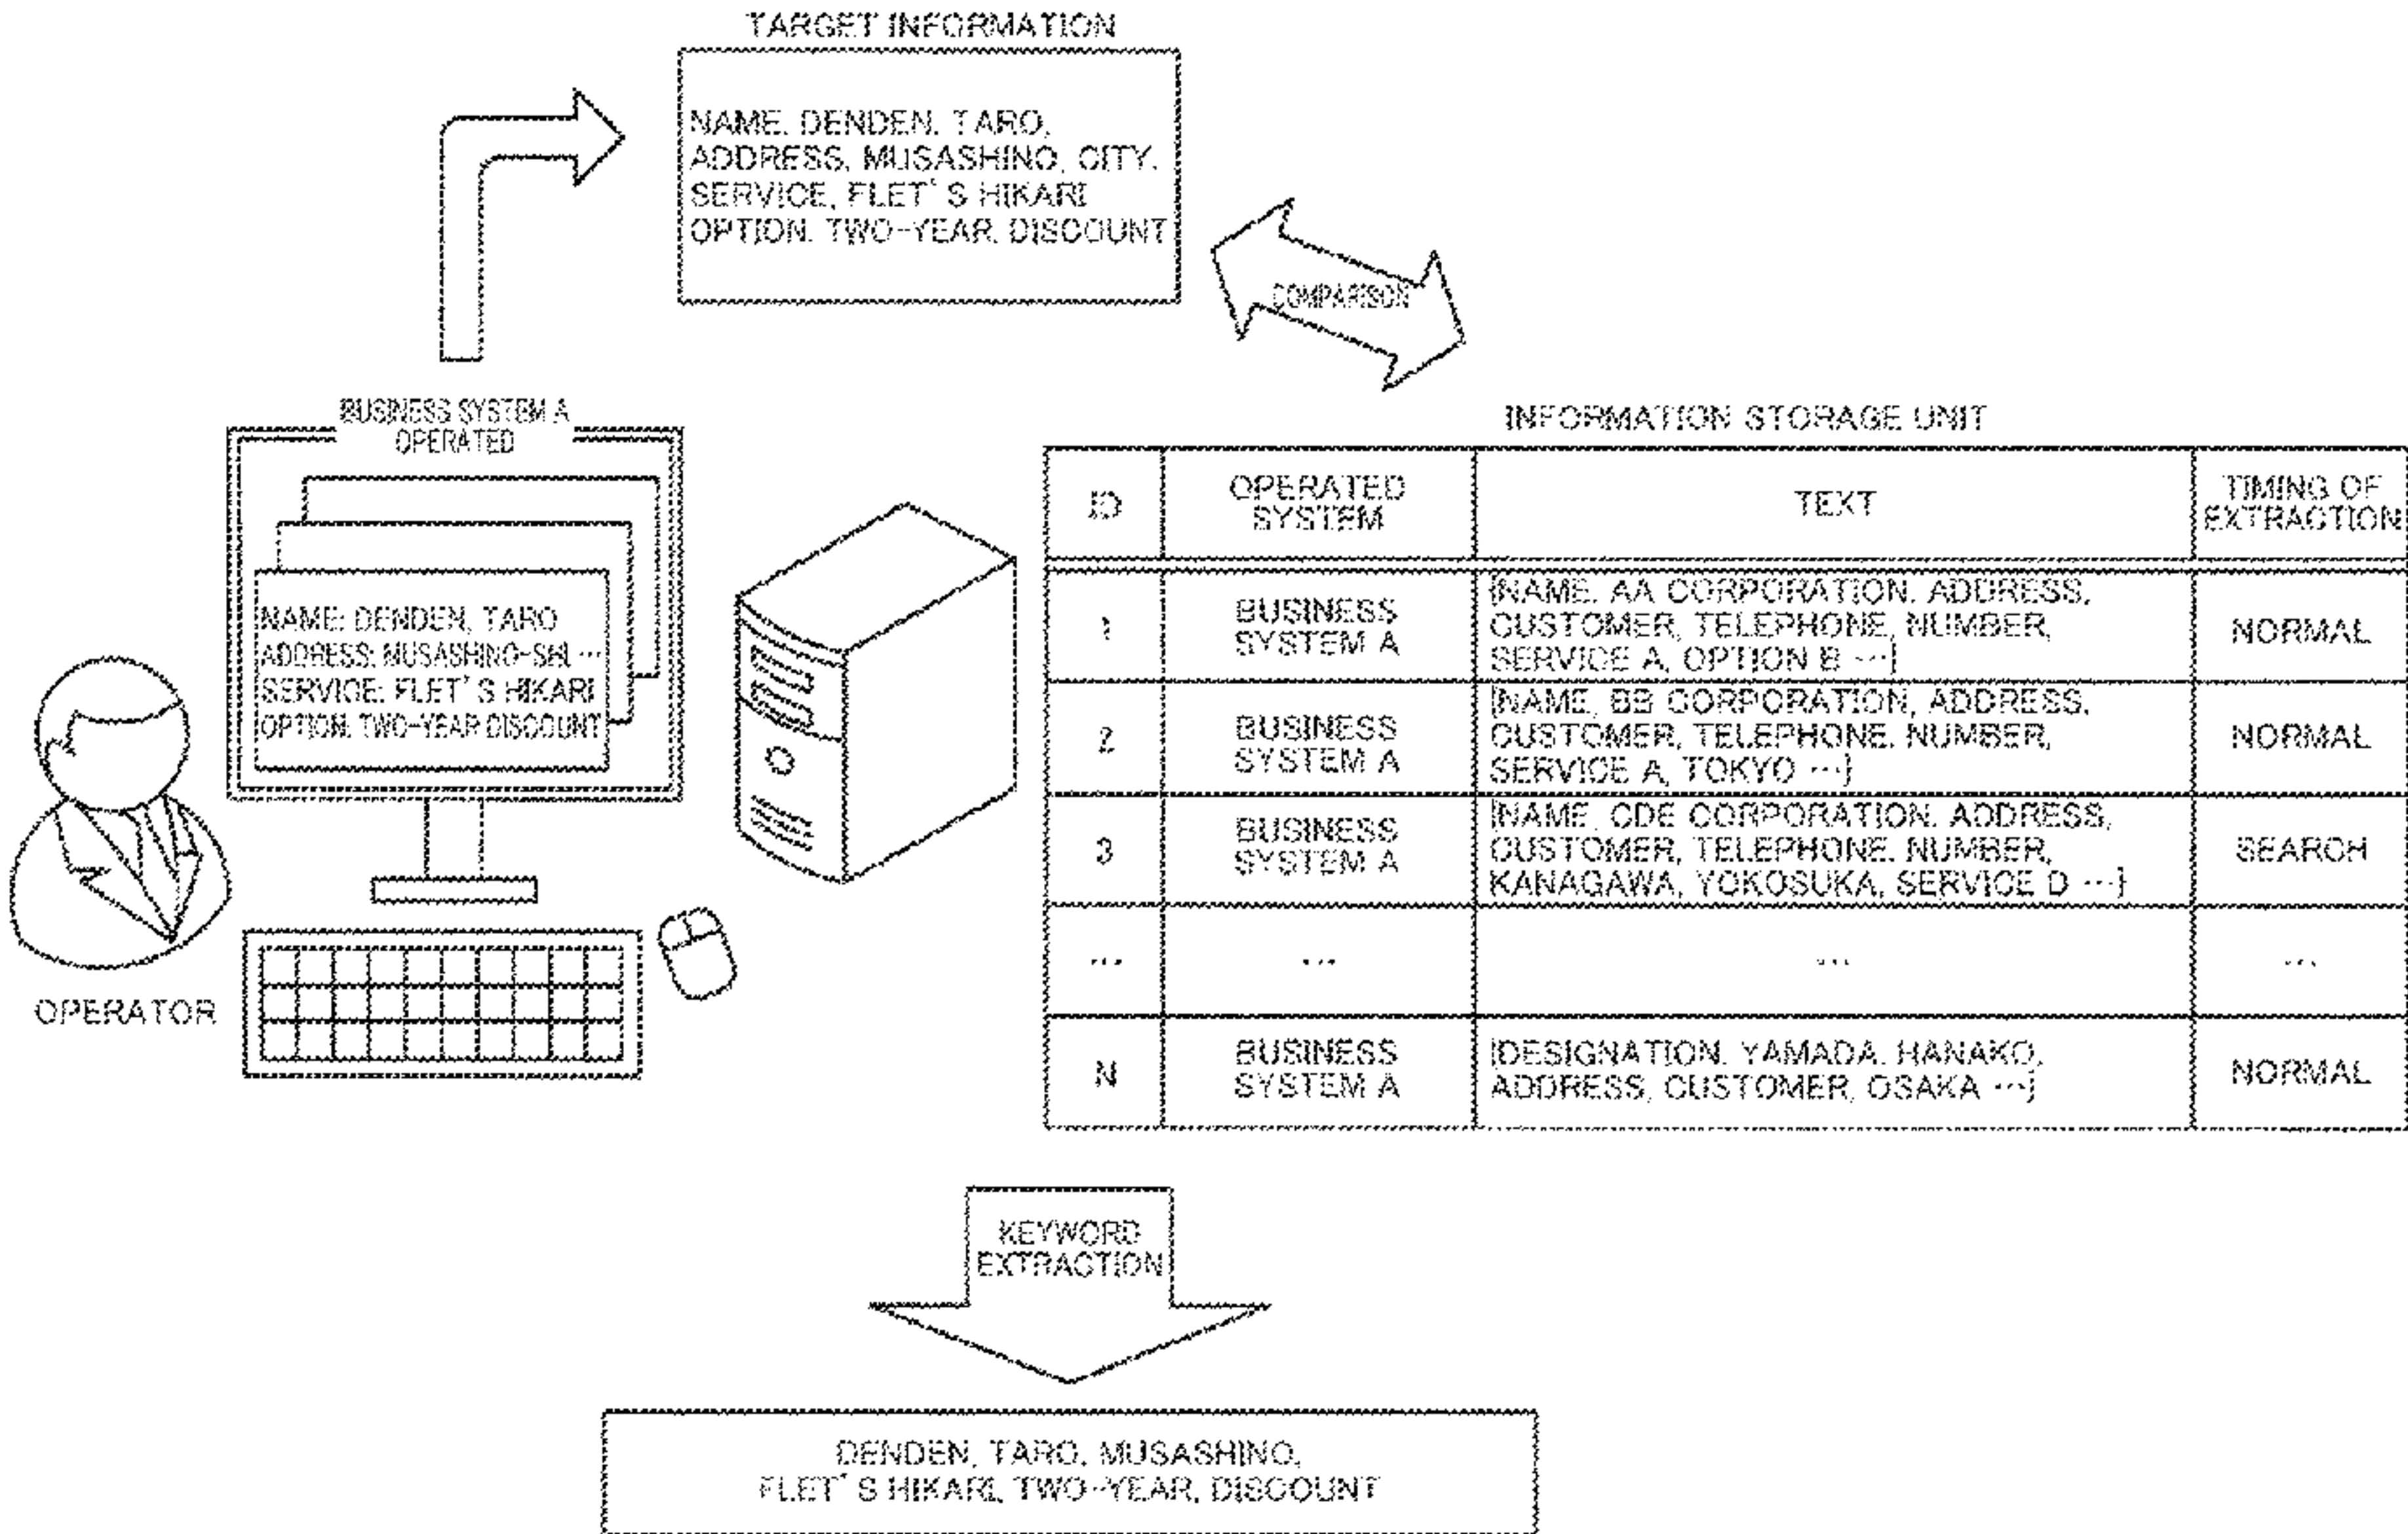 TARGET INFORMATION
NAME, DENDEN, TARO,
ADDRESS, MUSASHINO, CITY,
SERVICE, FLET'S HIKARI
OPTION, TWO-YEAR, DISCOUNT
COMPARISON
BUSINESS SYSTEM A
OPERATED
NAME: DENDEN, TARO
ADDRESS: MUSASHINO-SHI, ...
SERVICE: FLET'S HIKARI
OPTION: TWO-YEAR DISCOUNT
OPERATOR
INFORMATION STORAGE UNIT
ID
OPERATED
SYSTEM
TEXT
TIMING OF
EXTRACTION
1
BUSINESS
SYSTEM A
[NAME, AA CORPORATION, ADDRESS,
CUSTOMER, TELEPHONE, NUMBER,
SERVICE A, OPTION B ...]
NORMAL
2
BUSINESS
SYSTEM A
[NAME, BB CORPORATION, ADDRESS,
CUSTOMER, TELEPHONE, NUMBER,
SERVICE A, TOKYO ...]
NORMAL
3
BUSINESS
SYSTEM A
[NAME, CDE CORPORATION, ADDRESS,
CUSTOMER, TELEPHONE, NUMBER,
KANAGAWA, YOKOSUKA, SERVICE D ...]
SEARCH
... ... ... ...
N
BUSINESS
SYSTEM A
[DESIGNATION, YAMADA, HANAKO,
ADDRESS, CUSTOMER, OSAKA ...]
NORMAL
KEYWORD
EXTRACTION
DENDEN, TARO, MUSASHINO,
FLET'S HIKARI, TWO-YEAR, DISCOUNT